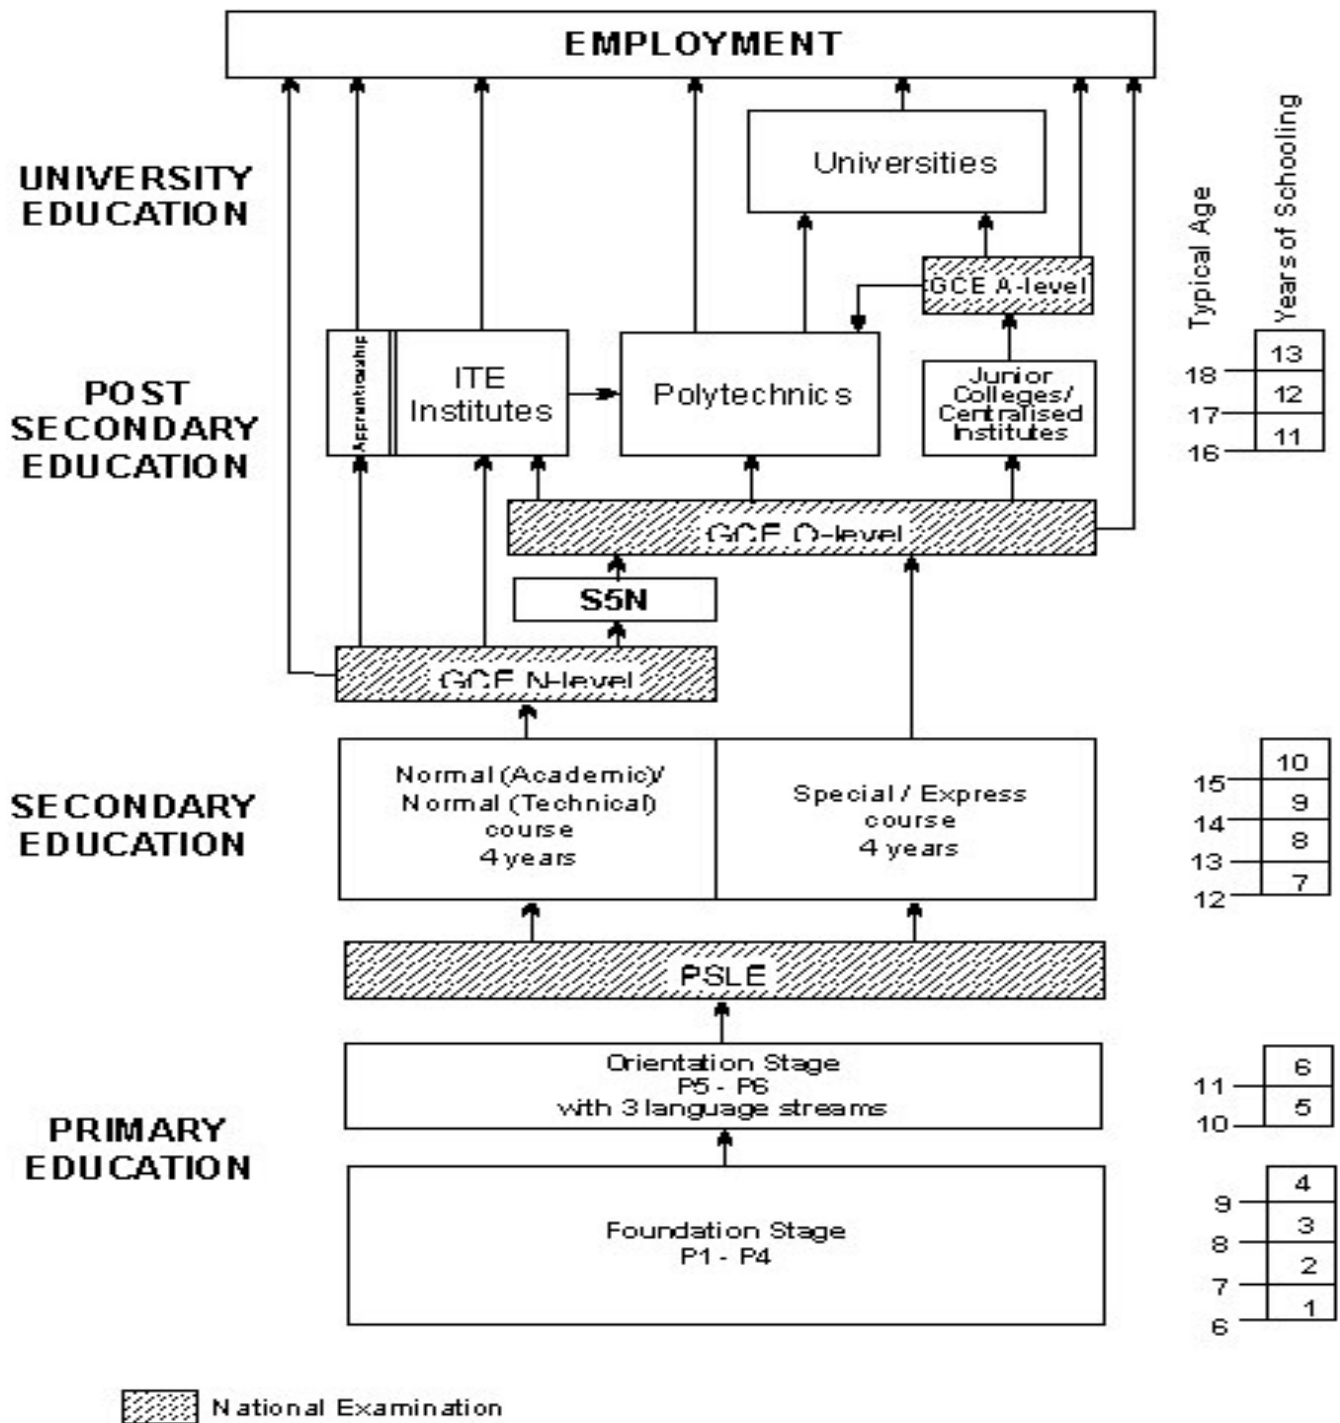 EMPLOYMENT
UNIVERSITY
EDUCATION
Universities
GCE A-level
Typical Age
Years of Schooling
POST
SECONDARY
EDUCATION
Apprenticeship
ITE
Institutes
Polytechnics
Junior
Colleges/
Centralised
Institutes
13
18
12
17
11
16
GCE O-level
S5N
GCE N-level
SECONDARY
EDUCATION
Normal (Academic)/
Normal (Technical)
course
4 years
Special / Express
course
4 years
10
15
9
14
8
13
7
12
PSLE
PRIMARY
EDUCATION
Orientation Stage
P5 - P6
with 3 language streams
6
11
5
10
Foundation Stage
P1 - P4
4
9
3
8
2
7
1
6
National Examination